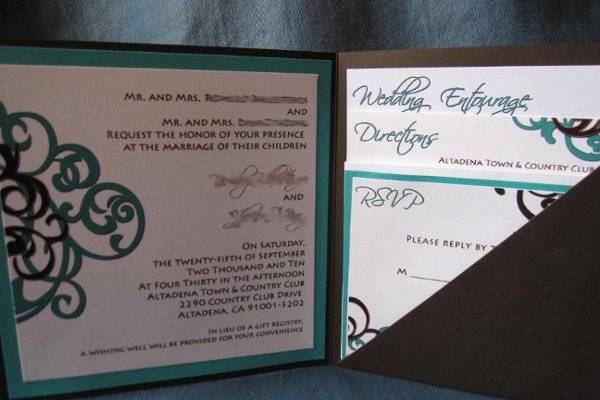 Mr. and Mrs.
and
Mr. and Mrs.
Request the honor of your presence
at the marriage of their children
and
On Saturday,
the twenty-fifth of September
Two Thousand and Ten
At Four Thirty in the afternoon
Altadena Town & Country Club
2290 Country Club Drive
Altadena, CA 91001-3202
In lieu of a gift registry,
a wishing well will be provided for your convenience
Wedding Entourage
Directions
Altadena Town & Country Club
RSVP
Please reply by
M